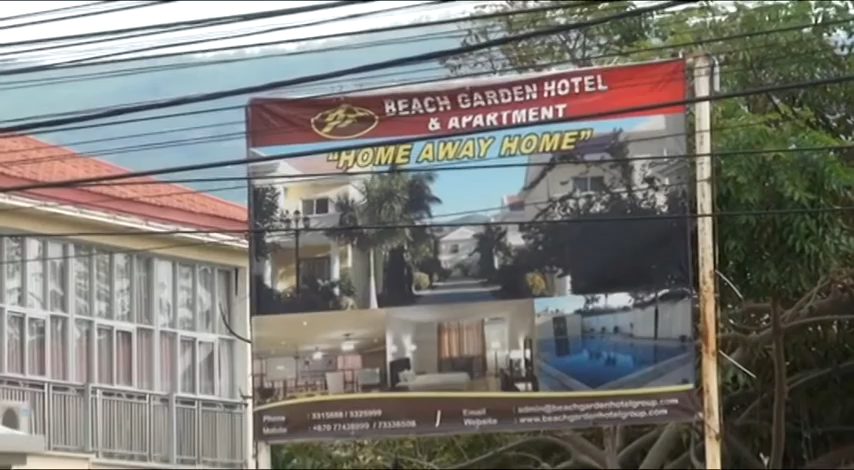 BEACH GARDEN HOTEL
& APARTMENT
"HOME AWAY HOME"
Phone : 3315888 / 3325999 / Email : admin@beachgardenhotelgroup.com
Mobile : +670 77438999 / 73338508 Website : www.beachgardenhotelgroup.com